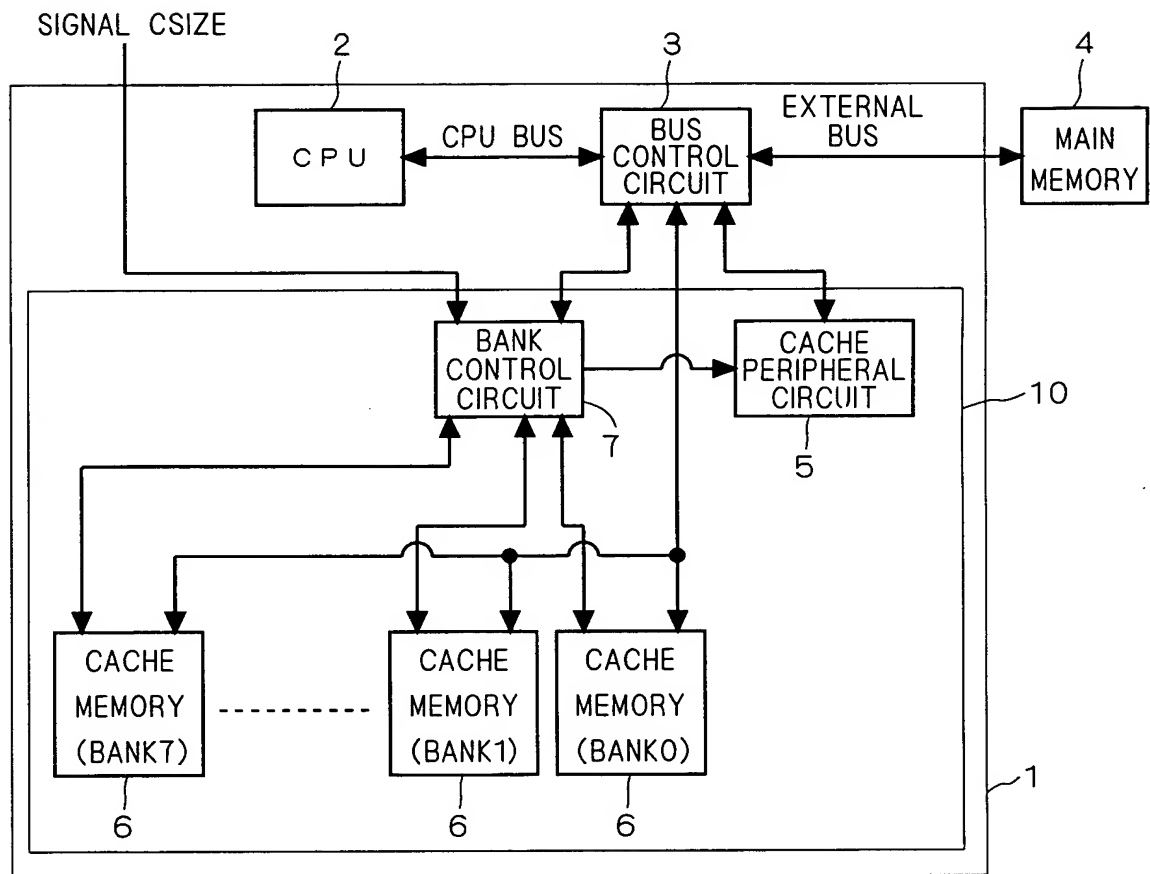 SIGNAL CSIZE
2
3
4
CPU
CPU BUS
BUS
CONTROL
CIRCUIT
EXTERNAL
BUS
MAIN
MEMORY
BANK
CONTROL
CIRCUIT
7
CACHE
PERIPHERAL
CIRCUIT
5
10
CACHE
MEMORY
(BANK7)
6
CACHE
MEMORY
(BANK1)
6
CACHE
MEMORY
(BANK0)
6
1